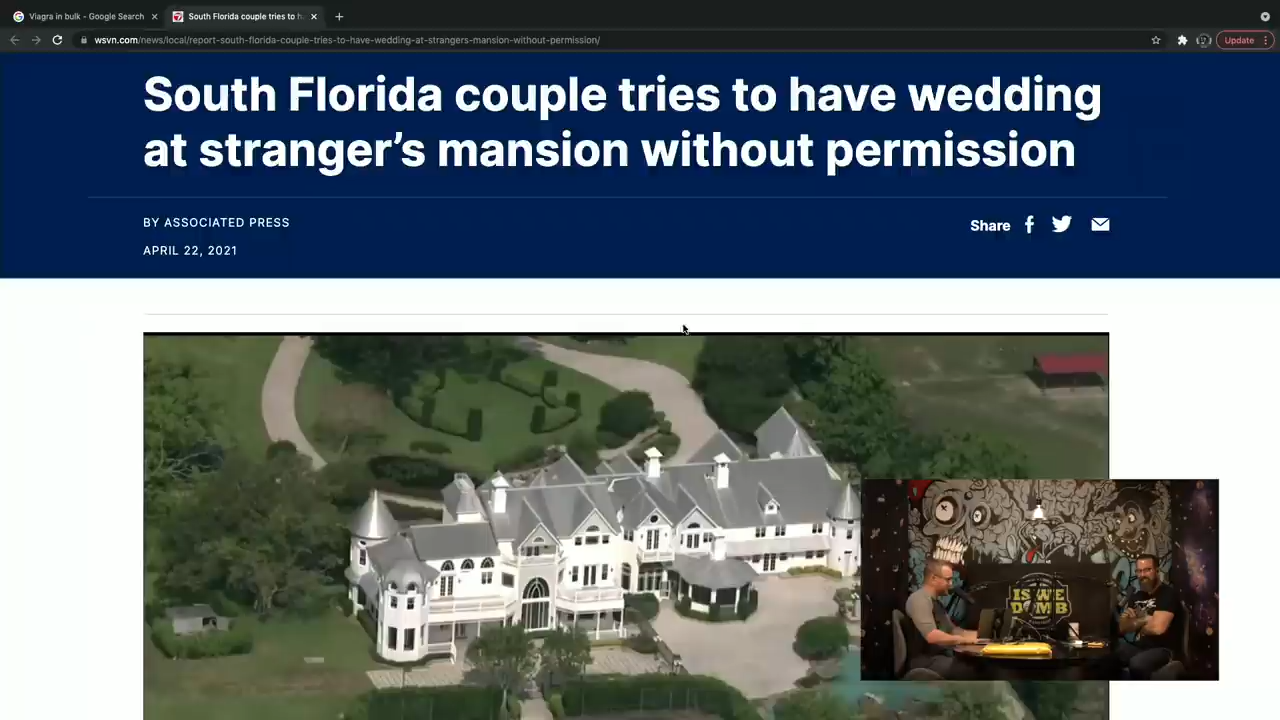 Viagra in bulk - Google Search
South Florida couple tries to h
wsvn.com/news/local/report-south-florida-couple-tries-to-have-wedding-at-strangers-mansion-without-permission/
Update
South Florida couple tries to have wedding
at stranger’s mansion without permission
BY ASSOCIATED PRESS
Share
APRIL 22, 2021
IS WE
DUMB